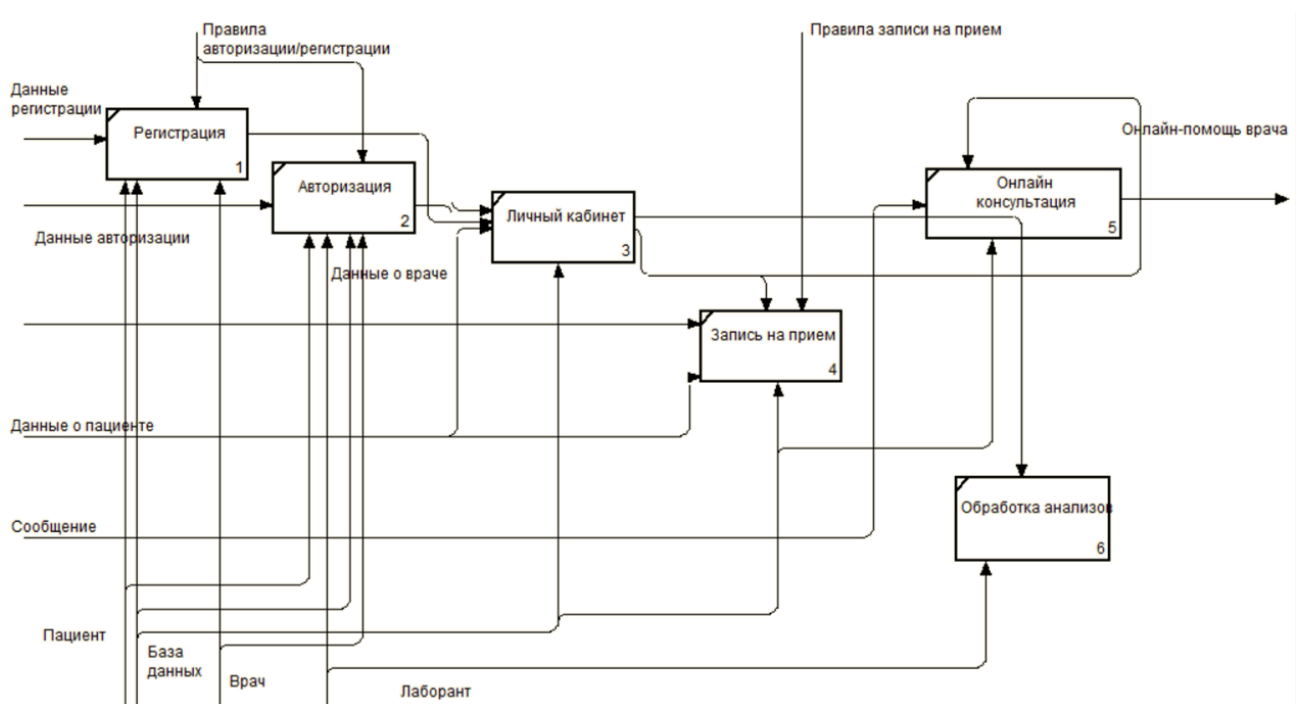 Правила
авторизации/регистрации
Правила записи на прием
Данные
регистрации
Регистрация
1
Онлайн-помощь врача
Авторизация
2
Онлайн
консультация
5
Личный кабинет
3
Данные авторизации
Данные о враче
Запись на прием
4
Данные о пациенте
Обработка анализов
6
Сообщение
Пациент
База
данных
Врач
Лаборант